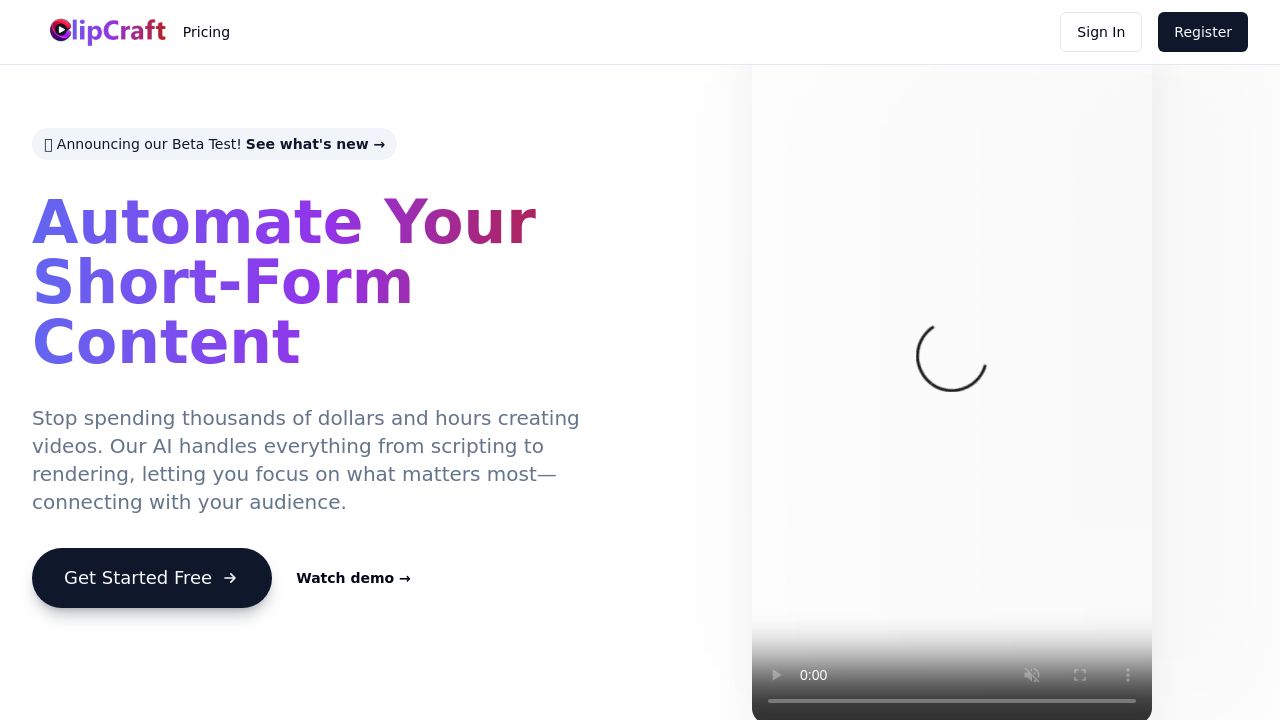 ClipCraft
Pricing
Sign In
Register
Announcing our Beta Test! See what's new →
Automate Your
Short-Form
Content
Stop spending thousands of dollars and hours creating
videos. Our AI handles everything from scripting to
rendering, letting you focus on what matters most—
connecting with your audience.
Get Started Free →
Watch demo →
0:00